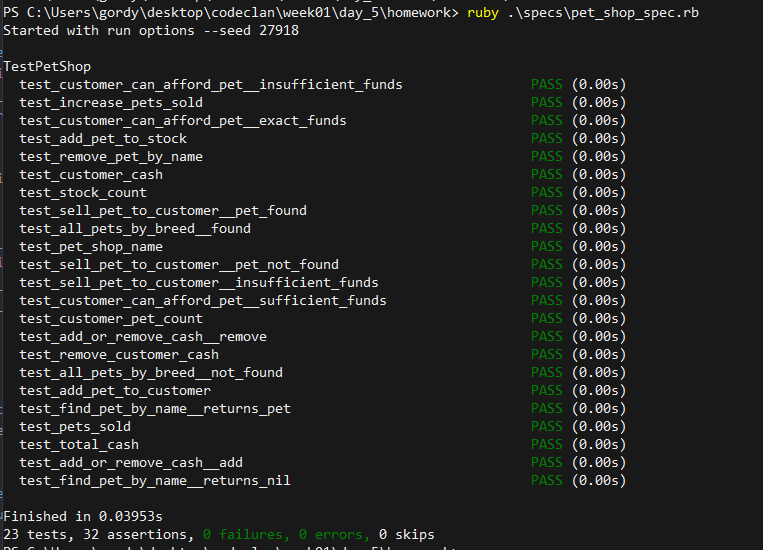 PS C:\Users\gordy\desktop\codeclan\week01\day_5\homework> ruby .\specs\pet_shop_spec.rb
Started with run options --seed 27918
TestPetShop
test_customer_can_afford_pet__insufficient_funds PASS (0.00s)
test_increase_pets_sold PASS (0.00s)
test_customer_can_afford_pet__exact_funds PASS (0.00s)
test_add_pet_to_stock PASS (0.00s)
test_remove_pet_by_name PASS (0.00s)
test_customer_cash PASS (0.00s)
test_stock_count PASS (0.00s)
test_sell_pet_to_customer__pet_found PASS (0.00s)
test_all_pets_by_breed__found PASS (0.00s)
test_pet_shop_name PASS (0.00s)
test_sell_pet_to_customer__pet_not_found PASS (0.00s)
test_sell_pet_to_customer__insufficient_funds PASS (0.00s)
test_customer_can_afford_pet__sufficient_funds PASS (0.00s)
test_customer_pet_count PASS (0.00s)
test_add_or_remove_cash__remove PASS (0.00s)
test_remove_customer_cash PASS (0.00s)
test_all_pets_by_breed__not_found PASS (0.00s)
test_add_pet_to_customer PASS (0.00s)
test_find_pet_by_name__returns_pet PASS (0.00s)
test_pets_sold PASS (0.00s)
test_total_cash PASS (0.00s)
test_add_or_remove_cash__add PASS (0.00s)
test_find_pet_by_name__returns_nil PASS (0.00s)
Finished in 0.03953s
23 tests, 32 assertions, 0 failures, 0 errors, 0 skips